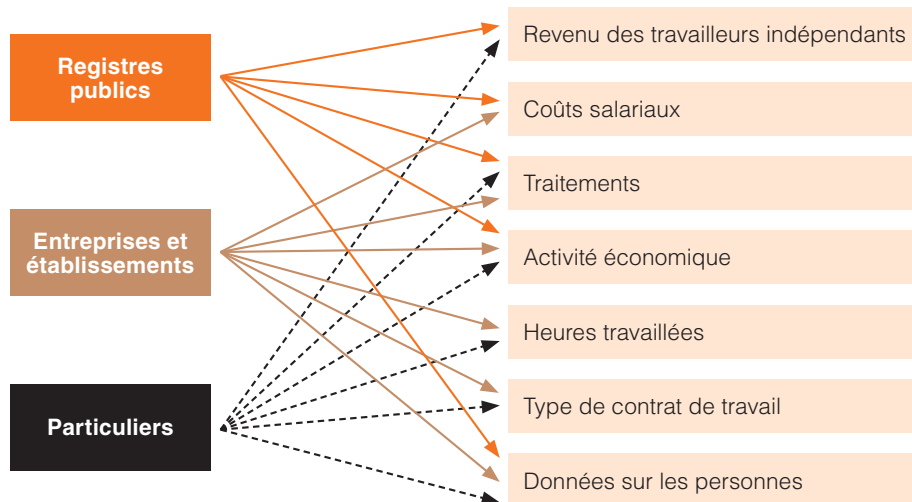 Registres
publics
Entreprises et
établissements
Particuliers
Revenu des travailleurs indépendants
Coûts salariaux
Traitements
Activité économique
Heures travaillées
Type de contrat de travail
Données sur les personnes